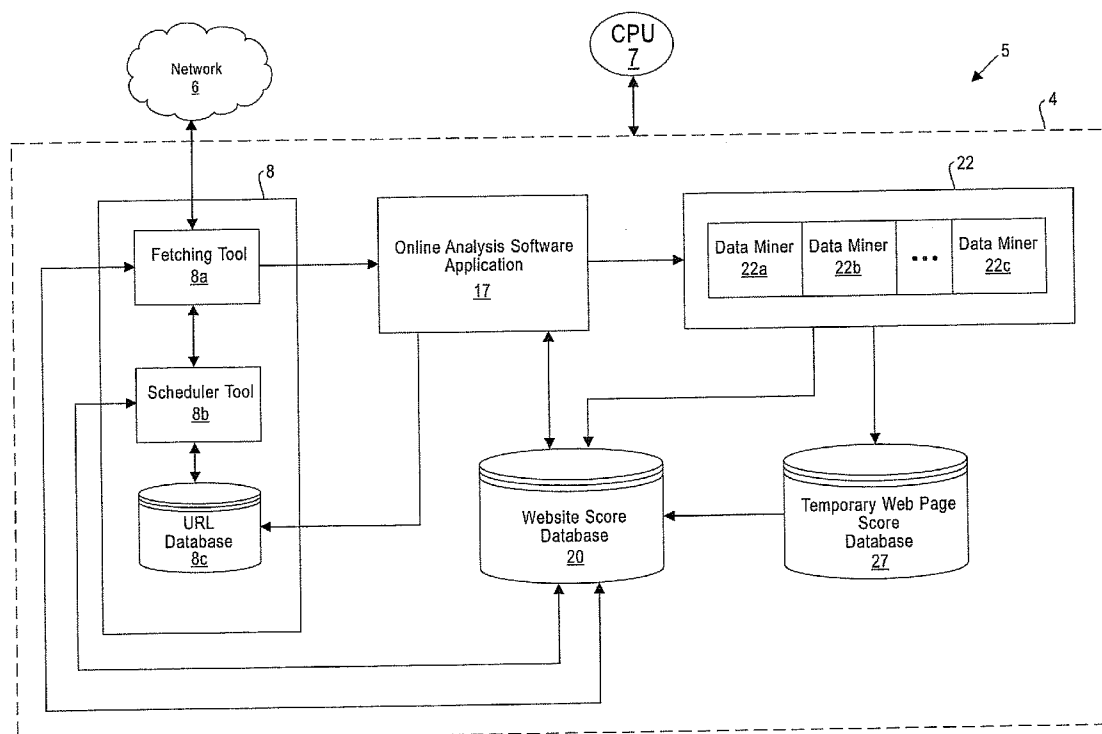 CPU
7
5
Network
6
4
8
22
Fetching Tool
8a
Online Analysis Software
Application
17
Data Miner
22a
Data Miner
22b
•••
Data Miner
22c
Scheduler Tool
8b
URL
Database
8c
Website Score
Database
20
Temporary Web Page
Score
Database
27